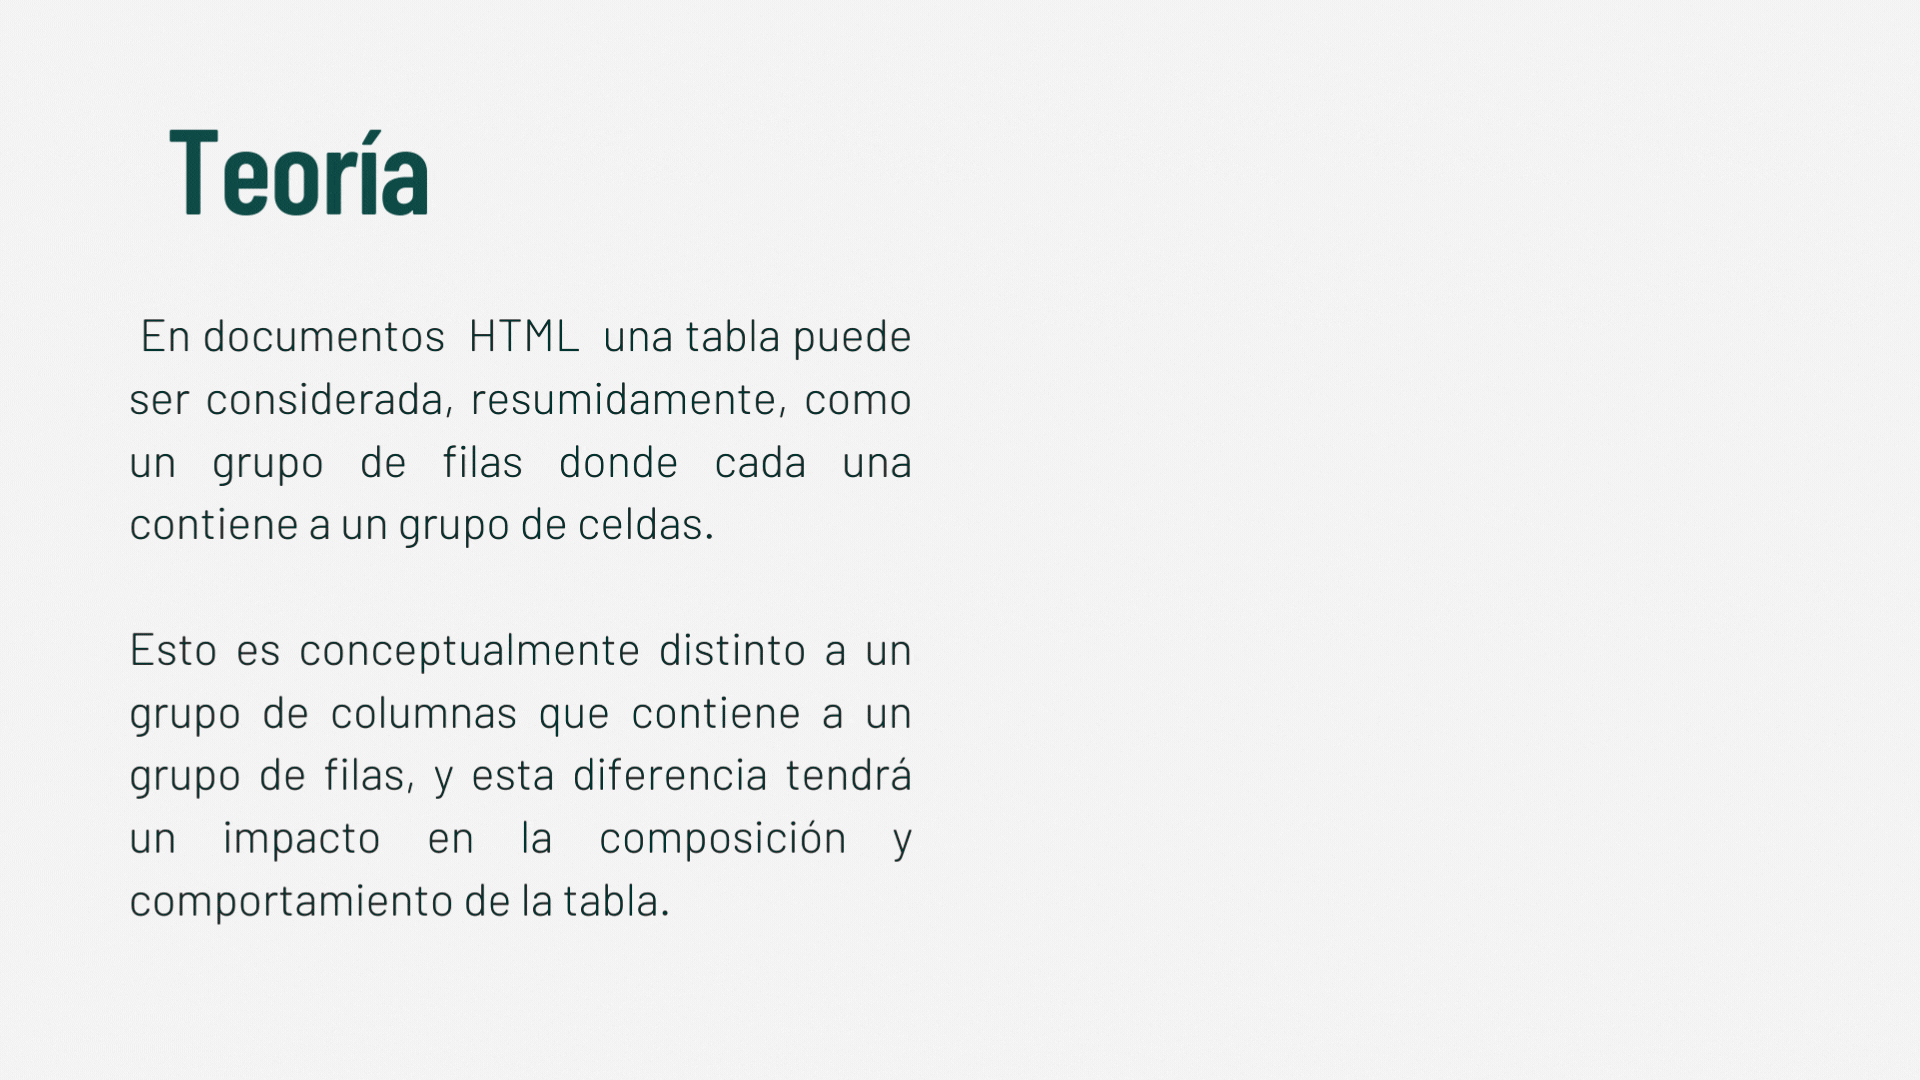 Teoría
En documentos HTML una tabla puede
ser considerada, resumidamente, como
un grupo de filas donde cada una
contiene a un grupo de celdas.
Esto es conceptualmente distinto a un
grupo de columnas que contiene a un
grupo de filas, y esta diferencia tendrá
un impacto en la composición y
comportamiento de la tabla.